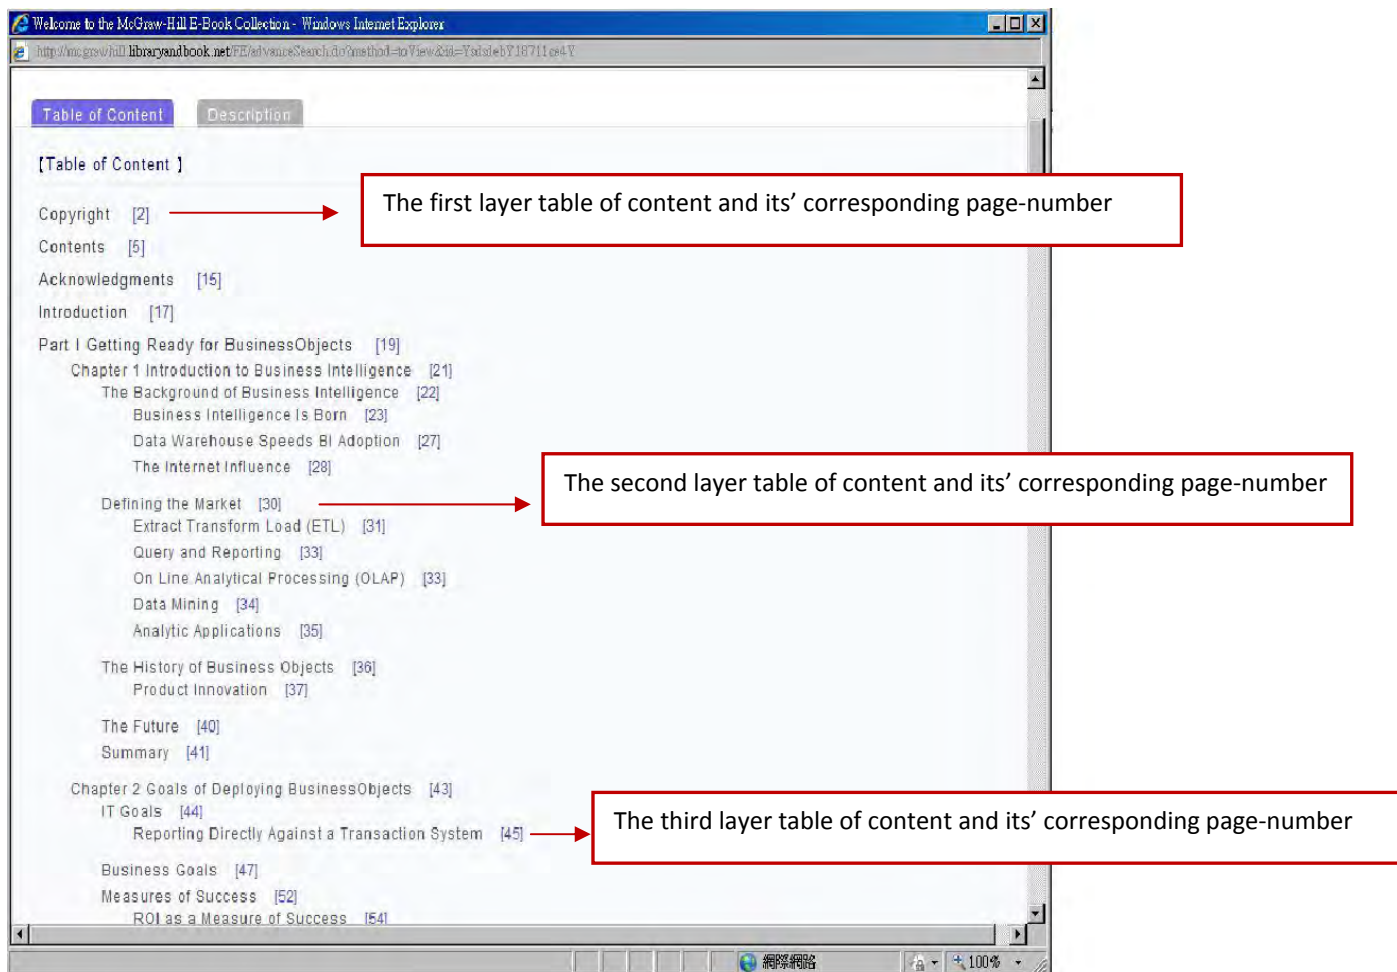 Welcome to the McGraw-Hill E-Book Collection - Windows Internet Explorer
libraryandbook.net
Table of Content Description
【Table of Content 】
The first layer table of content and its’ corresponding page-number
Copyright [2]
Contents [5]
Acknowledgments [15]
Introduction [17]
Part I Getting Ready for BusinessObjects [19]
Chapter 1 Introduction to Business Intelligence [21]
The Background of Business Intelligence [22]
Business Intelligence Is Born [23]
Data Warehouse Speeds BI Adoption [27]
The Internet Influence [28]
The second layer table of content and its’ corresponding page-number
Defining the Market [30]
Extract Transform Load (ETL) [31]
Query and Reporting [33]
On Line Analytical Processing (OLAP) [33]
Data Mining [34]
Analytic Applications [35]
The History of Business Objects [36]
Product Innovation [37]
The Future [40]
Summary [41]
Chapter 2 Goals of Deploying BusinessObjects [43]
IT Goals [44]
The third layer table of content and its’ corresponding page-number
Reporting Directly Against a Transaction System [45]
Business Goals [47]
Measures of Success [52]
ROI as a Measure of Success [54]
網際網路 100%